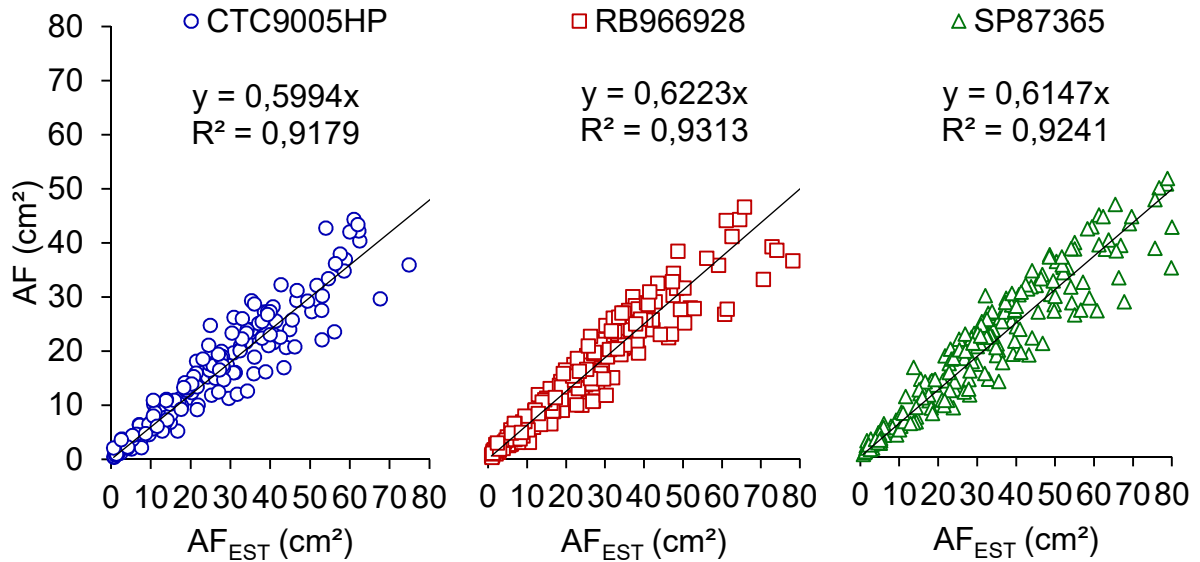 CTC9005HP
RB966928
SP87365
y = 0,5994x
R² = 0,9179
y = 0,6223x
R² = 0,9313
y = 0,6147x
R² = 0,9241
AF (cm²)
80
70
60
50
40
30
20
10
0
0 10 20 30 40 50 60 70 80
0 10 20 30 40 50 60 70 80
0 10 20 30 40 50 60 70 80
AF_EST (cm²)
AF_EST (cm²)
AF_EST (cm²)